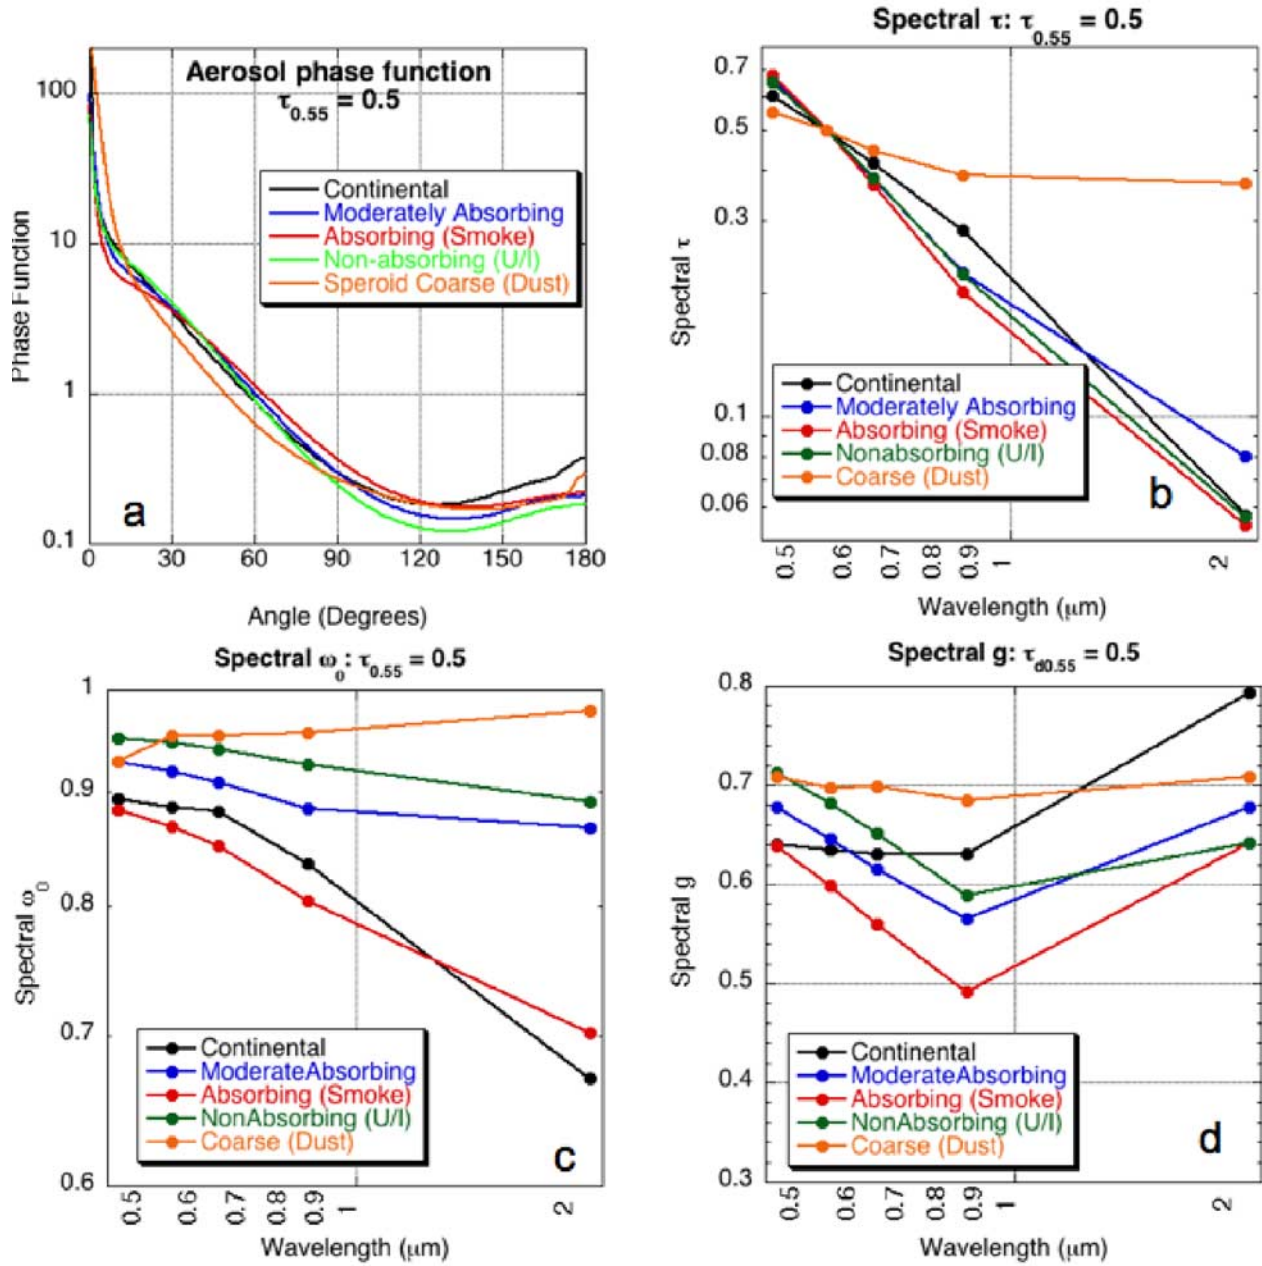 Aerosol phase function
τ0.55 = 0.5
100
10
1
0.1
Phase Function
Continental
Moderately Absorbing
Absorbing (Smoke)
Non-absorbing (U/I)
Speroid Coarse (Dust)
a
0 30 60 90 120 150 180
Angle (Degrees)
Spectral τ: τ0.55 = 0.5
0.7
0.5
0.3
0.1
0.08
0.06
Spectral τ
Continental
Moderately Absorbing
Absorbing (Smoke)
Nonabsorbing (U/I)
Coarse (Dust)
b
0.5 0.6 0.7 0.8 0.9 1 2
Wavelength (μm)
Spectral ω0: τ0.55 = 0.5
1
0.9
0.8
0.7
0.6
Spectral ω0
Continental
ModerateAbsorbing
Absorbing (Smoke)
NonAbsorbing (U/I)
Coarse (Dust)
c
0.5 0.6 0.7 0.8 0.9 1 2
Wavelength (μm)
Spectral g: τd0.55 = 0.5
0.8
0.7
0.6
0.5
0.4
0.3
Spectral g
Continental
ModerateAbsorbing
Absorbing (Smoke)
NonAbsorbing (U/I)
Coarse (Dust)
d
0.5 0.6 0.7 0.8 0.9 1 2
Wavelength (μm)